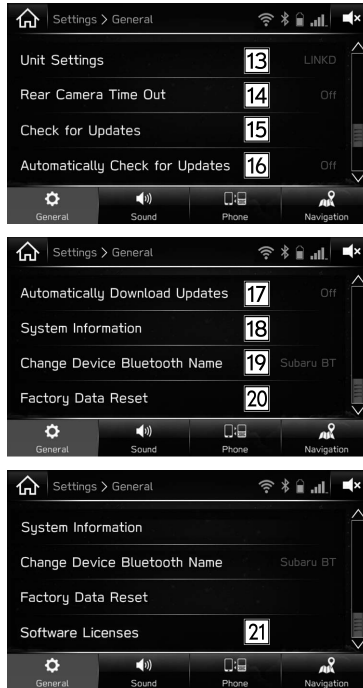 Settings > General
Unit Settings 13 LINKD
Rear Camera Time Out 14 Off
Check for Updates 15
Automatically Check for Updates 16 Off
General Sound Phone Navigation
Settings > General
Automatically Download Updates 17 Off
System Information 18
Change Device Bluetooth Name 19 Subaru BT
Factory Data Reset 20
General Sound Phone Navigation
Settings > General
System Information
Change Device Bluetooth Name Subaru BT
Factory Data Reset
Software Licenses 21
General Sound Phone Navigation